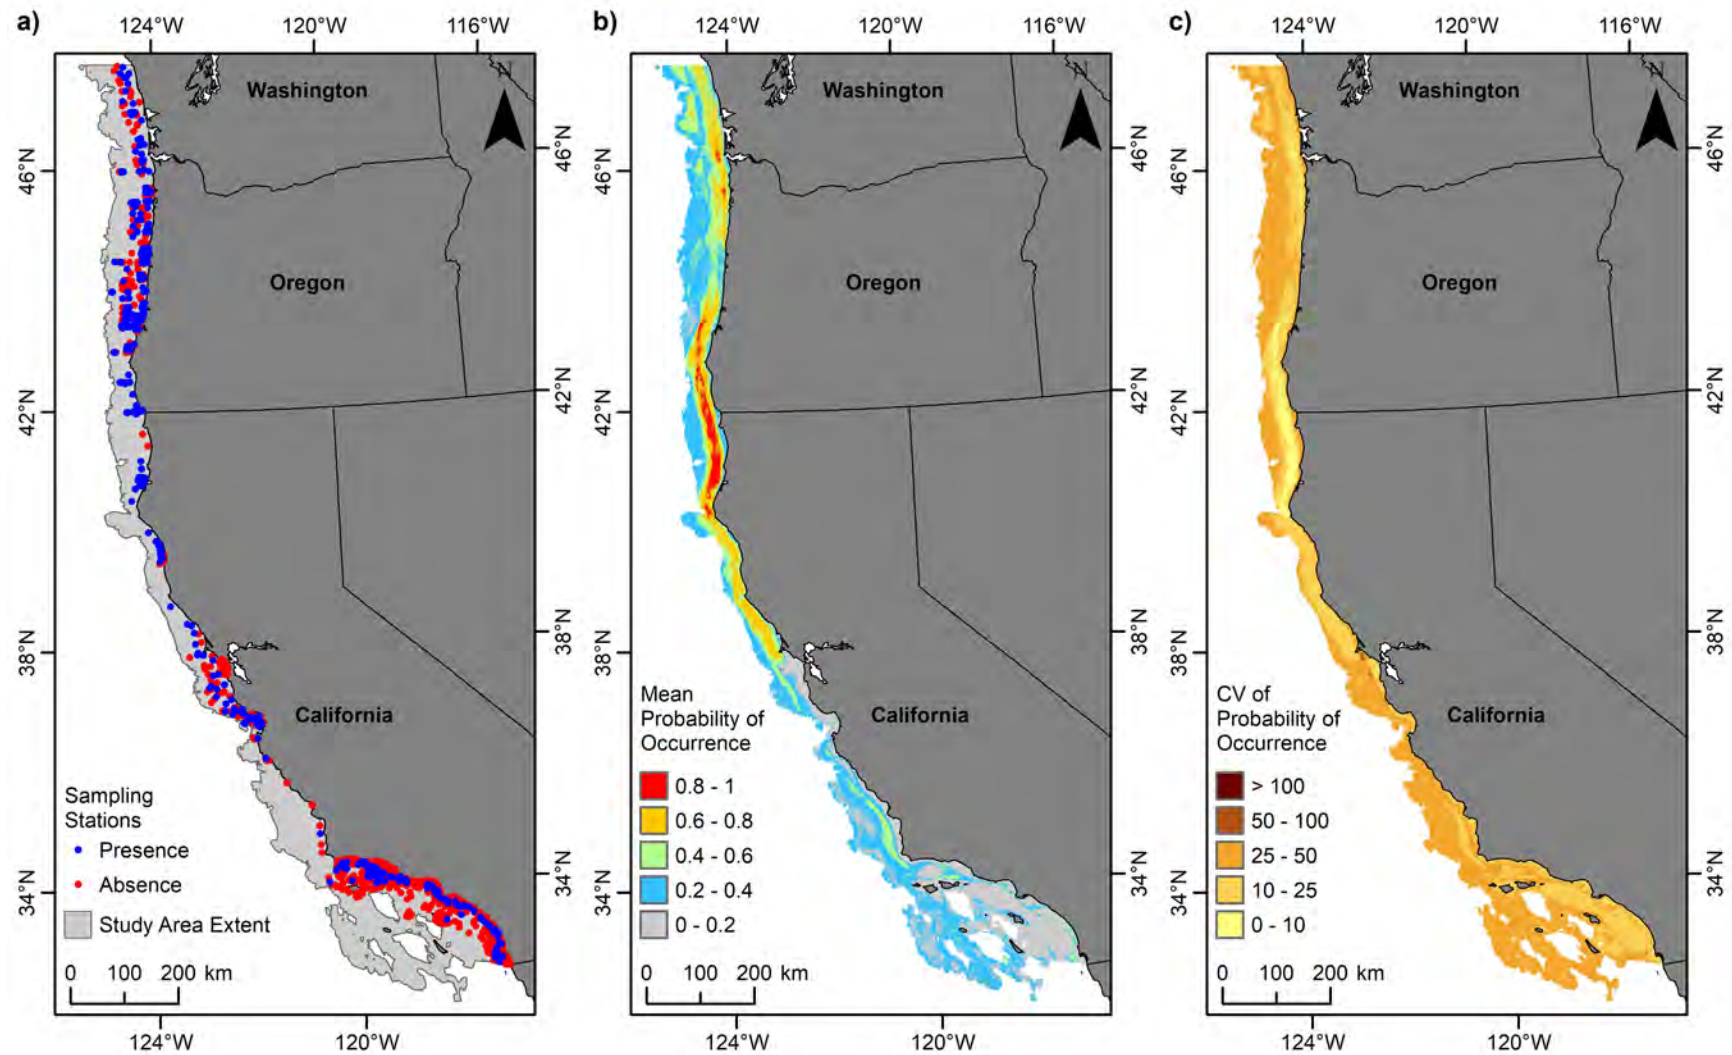 a)
124°W
120°W
116°W
Washington
Oregon
California
46°N
42°N
38°N
34°N
46°N
42°N
38°N
34°N
Sampling
Stations
Presence
Absence
Study Area Extent
0 100 200 km
124°W
120°W
b)
124°W
120°W
116°W
Washington
Oregon
California
46°N
42°N
38°N
34°N
46°N
42°N
38°N
34°N
Mean
Probability of
Occurrence
0.8 - 1
0.6 - 0.8
0.4 - 0.6
0.2 - 0.4
0 - 0.2
0 100 200 km
124°W
120°W
c)
124°W
120°W
116°W
Washington
Oregon
California
46°N
42°N
38°N
34°N
46°N
42°N
38°N
34°N
CV of
Probability of
Occurrence
> 100
50 - 100
25 - 50
10 - 25
0 - 10
0 100 200 km
124°W
120°W